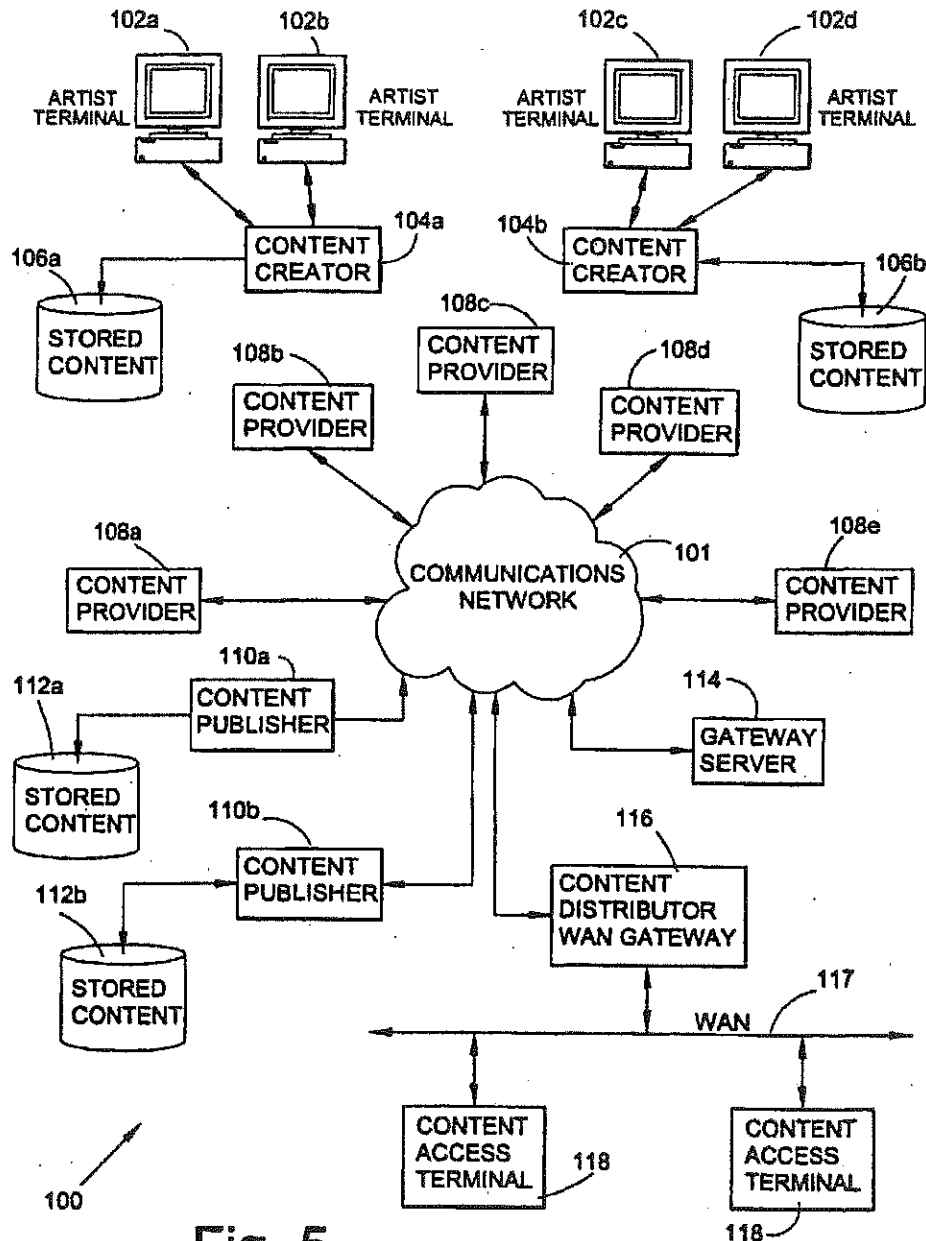 102a
102b
102c
102d
ARTIST
TERMINAL
ARTIST
TERMINAL
ARTIST
TERMINAL
ARTIST
TERMINAL
104a
CONTENT
CREATOR
104b
CONTENT
CREATOR
106a
STORED
CONTENT
106b
STORED
CONTENT
108c
CONTENT
PROVIDER
108b
CONTENT
PROVIDER
108d
CONTENT
PROVIDER
108a
CONTENT
PROVIDER
101
COMMUNICATIONS
NETWORK
108e
CONTENT
PROVIDER
110a
CONTENT
PUBLISHER
112a
STORED
CONTENT
114
GATEWAY
SERVER
110b
CONTENT
PUBLISHER
112b
STORED
CONTENT
116
CONTENT
DISTRIBUTOR
WAN GATEWAY
117
WAN
CONTENT
ACCESS
TERMINAL
118
CONTENT
ACCESS
TERMINAL
118
100
Fig. 5